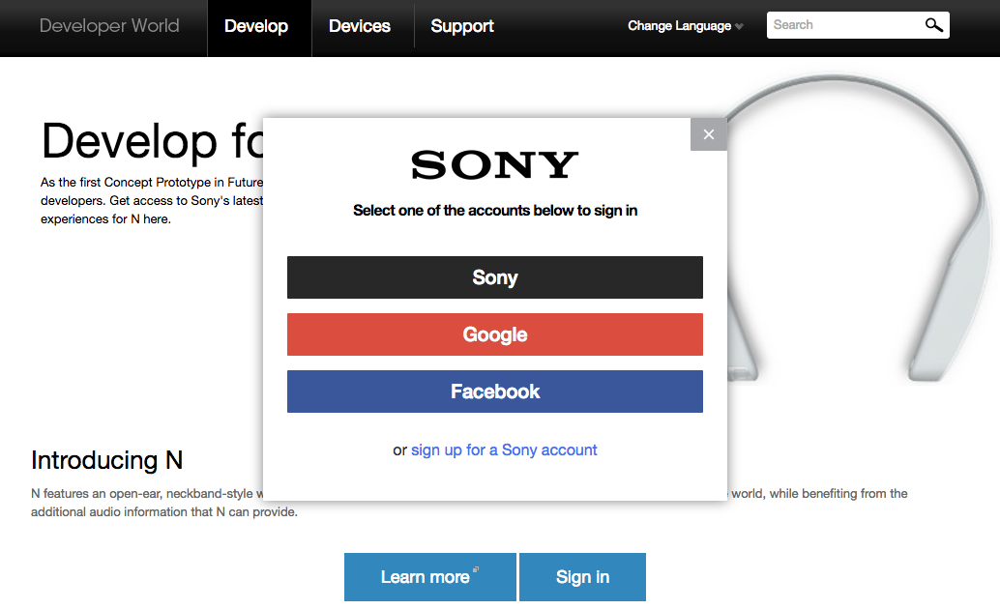 Developer World
Develop
Devices
Support
Change Language
Search
Develop fo
As the first Concept Prototype in Future
developers. Get access to Sony's latest
experiences for N here.
×
SONY
Select one of the accounts below to sign in
Sony
Google
Facebook
or sign up for a Sony account
Introducing N
N features an open-ear, neckband-style w
world, while benefiting from the
additional audio information that N can provide.
Learn more
Sign in